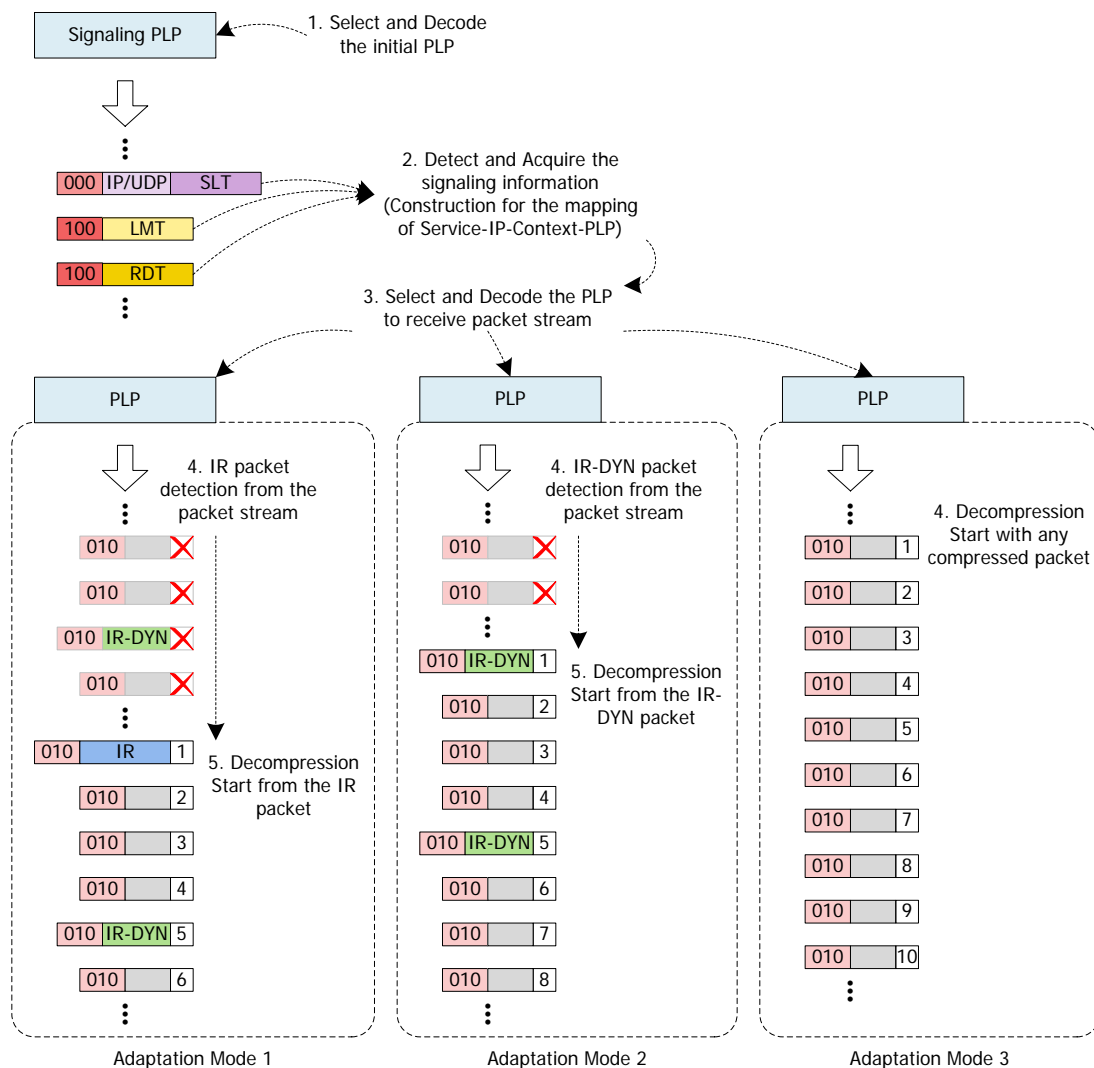 Signaling PLP
1. Select and Decode
the initial PLP
000 IP/UDP SLT
100 LMT
100 RDT
2. Detect and Acquire the
signaling information
(Construction for the mapping
of Service-IP-Context-PLP)
3. Select and Decode the PLP
to receive packet stream
PLP
4. IR packet
detection from the
packet stream
010
010
010 IR-DYN
010
010 IR 1
5. Decompression
Start from the IR
packet
010 2
010 3
010 4
010 IR-DYN 5
010 6
Adaptation Mode 1
PLP
4. IR-DYN packet
detection from the
packet stream
010
010
010 IR-DYN 1
5. Decompression
Start from the IR-
DYN packet
010 2
010 3
010 4
010 IR-DYN 5
010 6
010 7
010 8
Adaptation Mode 2
PLP
4. Decompression
Start with any
compressed packet
010 1
010 2
010 3
010 4
010 5
010 6
010 7
010 8
010 9
010 10
Adaptation Mode 3